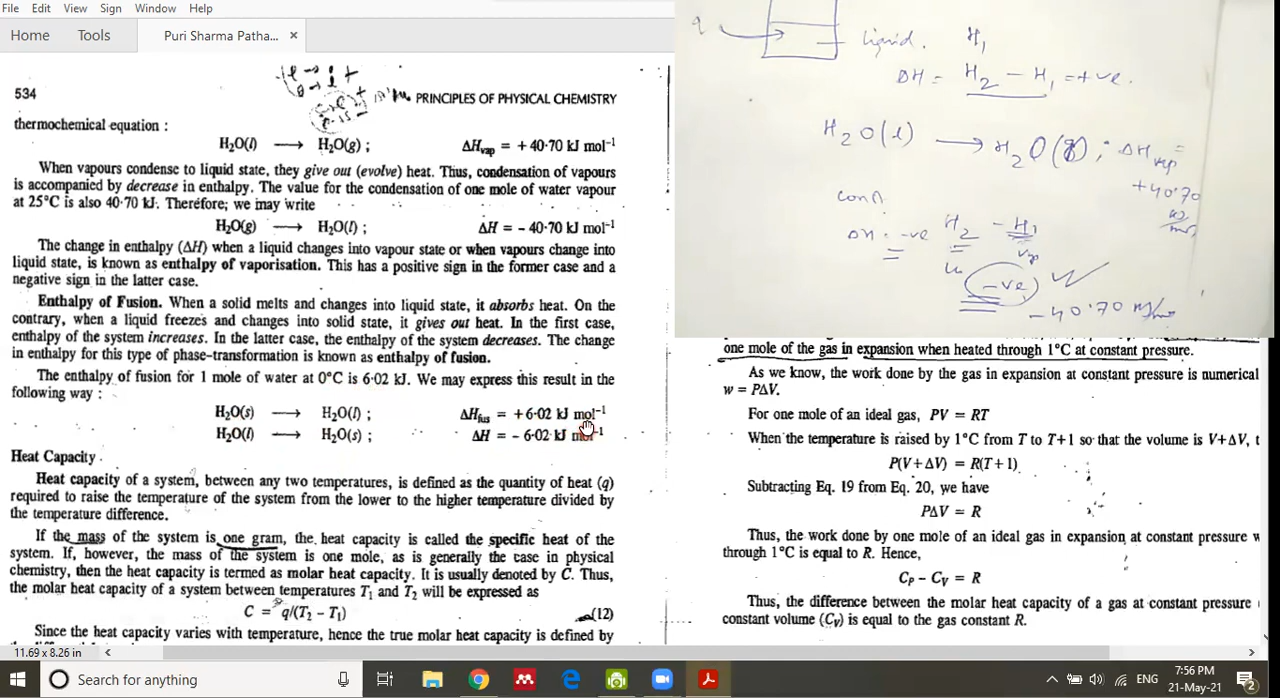 File Edit View Sign Window Help
Home Tools Puri Sharma Patha... ×
534
PRINCIPLES OF PHYSICAL CHEMISTRY
thermochemical equation :
H₂O(l) ⟶ H₂O(g) ; ΔHvap = + 40·70 kJ mol⁻¹
When vapours condense to liquid state, they give out (evolve) heat. Thus, condensation of vapours
is accompanied by decrease in enthalpy. The value for the condensation of one mole of water vapour
at 25°C is also 40·70 kJ. Therefore; we may write
H₂O(g) ⟶ H₂O(l) ; ΔH = – 40·70 kJ mol⁻¹
The change in enthalpy (ΔH) when a liquid changes into vapour state or when vapours change into
liquid state, is known as enthalpy of vaporisation. This has a positive sign in the former case and a
negative sign in the latter case.
Enthalpy of Fusion. When a solid melts and changes into liquid state, it absorbs heat. On the
contrary, when a liquid freezes and changes into solid state, it gives out heat. In the first case,
enthalpy of the system increases. In the latter case, the enthalpy of the system decreases. The change
in enthalpy for this type of phase-transformation is known as enthalpy of fusion.
The enthalpy of fusion for 1 mole of water at 0°C is 6·02 kJ. We may express this result in the
following way :
H₂O(s) ⟶ H₂O(l) ; ΔHfus = +6·02 kJ mol⁻¹
H₂O(l) ⟶ H₂O(s) ; ΔH = – 6·02 kJ mol⁻¹
Heat Capacity
Heat capacity of a system, between any two temperatures, is defined as the quantity of heat (q)
required to raise the temperature of the system from the lower to the higher temperature divided by
the temperature difference.
If the mass of the system is one gram, the heat capacity is called the specific heat of the
system. If, however, the mass of the system is one mole, as is generally the case in physical
chemistry, then the heat capacity is termed as molar heat capacity. It is usually denoted by C. Thus,
the molar heat capacity of a system between temperatures T₁ and T₂ will be expressed as
C = q/(T₂ – T₁) ...(12)
Since the heat capacity varies with temperature, hence the true molar heat capacity is defined by
q
liquid. H₁
ΔH = H₂ – H₁ = +ve.
H₂O(l) ⟶ H₂O(g) ; ΔHvap =
+40·70
kJ/mol
ΔH = -ve H₂ – H₁
vap
-ve
-40·70 kJ/mol
one mole of the gas in expansion when heated through 1°C at constant pressure.
As we know, the work done by the gas in expansion at constant pressure is numerical
w = PΔV.
For one mole of an ideal gas, PV = RT
When the temperature is raised by 1°C from T to T+1 so that the volume is V+ΔV, t
P(V+ΔV) = R(T+1)
Subtracting Eq. 19 from Eq. 20, we have
PΔV = R
Thus, the work done by one mole of an ideal gas in expansion at constant pressure w
through 1°C is equal to R. Hence,
Cₚ – Cᵥ = R
Thus, the difference between the molar heat capacity of a gas at constant pressure
constant volume (Cᵥ) is equal to the gas constant R.
11.69 x 8.26 in
Search for anything
ENG
7:56 PM
21-May-21
2